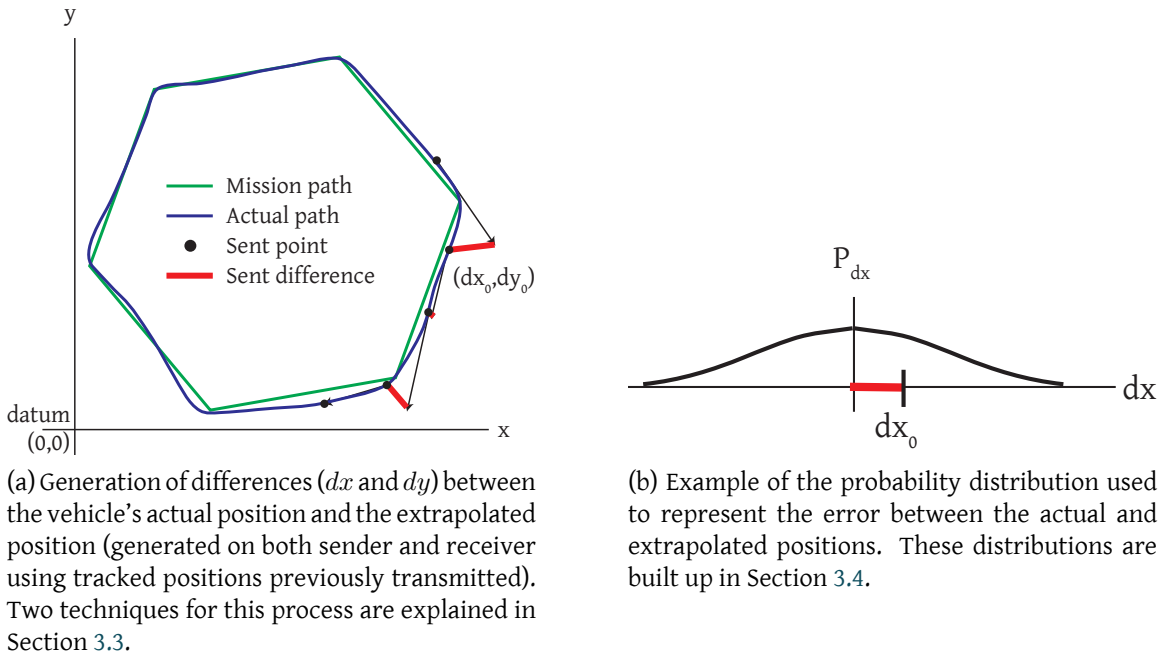 y
Mission path
Actual path
Sent point
Sent difference
(dx0,dy0)
datum
(0,0)
x
(a) Generation of differences (dx and dy) between
the vehicle's actual position and the extrapolated
position (generated on both sender and receiver
using tracked positions previously transmitted).
Two techniques for this process are explained in
Section 3.3.
Pdx
dx
dx0
(b) Example of the probability distribution used
to represent the error between the actual and
extrapolated positions. These distributions are
built up in Section 3.4.